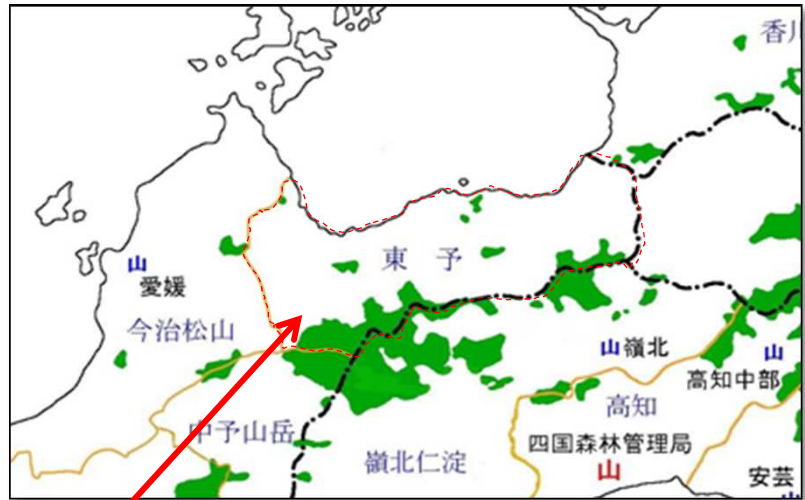 香川
東　予
山
愛媛
今治松山
山嶺北
山
高知中部
高知
中予山岳
四国森林管理局
嶺北仁淀
山
安芸